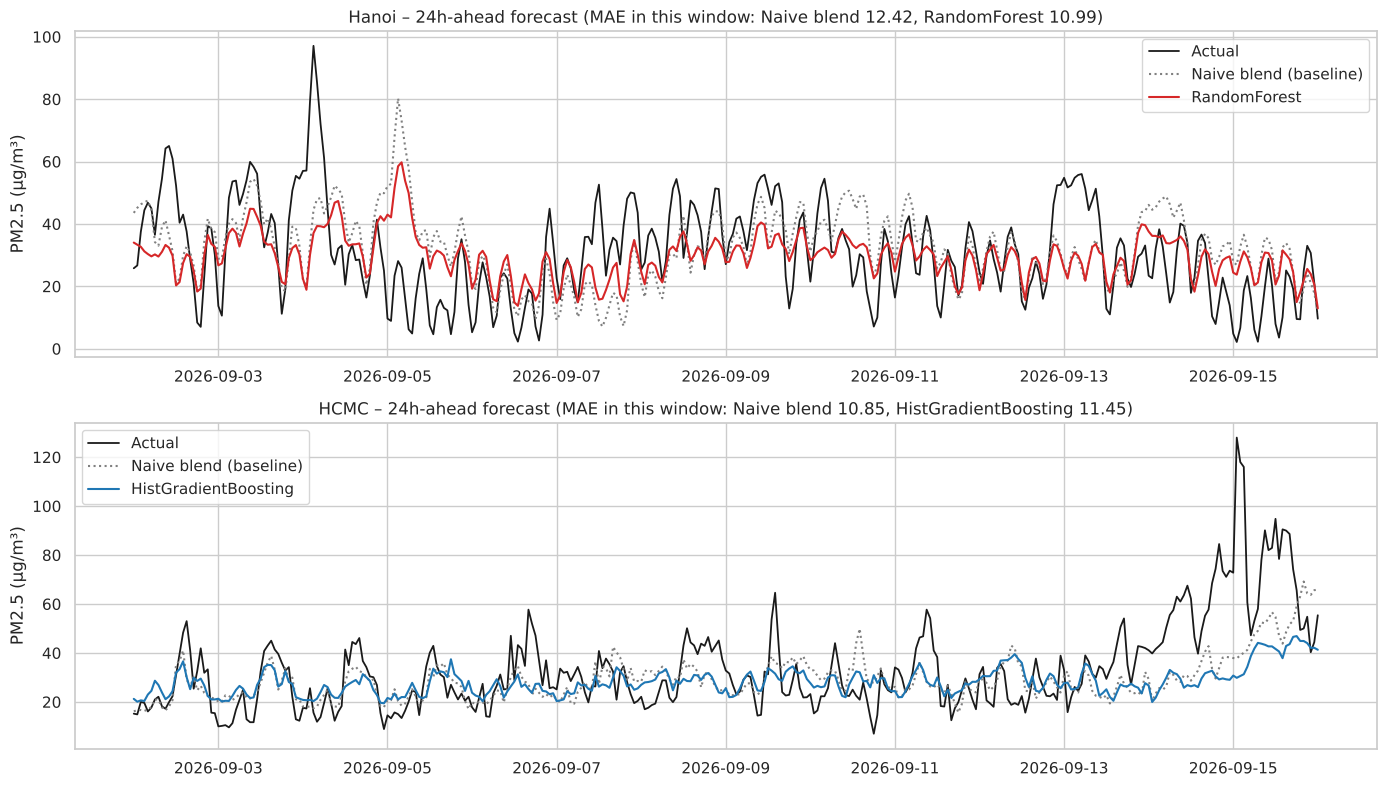 Hanoi – 24h-ahead forecast (MAE in this window: Naive blend 12.42, RandomForest 10.99)
PM2.5 (µg/m³)
100
80
60
40
20
0
Actual
Naive blend (baseline)
RandomForest
2026-09-03 2026-09-05 2026-09-07 2026-09-09 2026-09-11 2026-09-13 2026-09-15
HCMC – 24h-ahead forecast (MAE in this window: Naive blend 10.85, HistGradientBoosting 11.45)
PM2.5 (µg/m³)
120
100
80
60
40
20
Actual
Naive blend (baseline)
HistGradientBoosting
2026-09-03 2026-09-05 2026-09-07 2026-09-09 2026-09-11 2026-09-13 2026-09-15